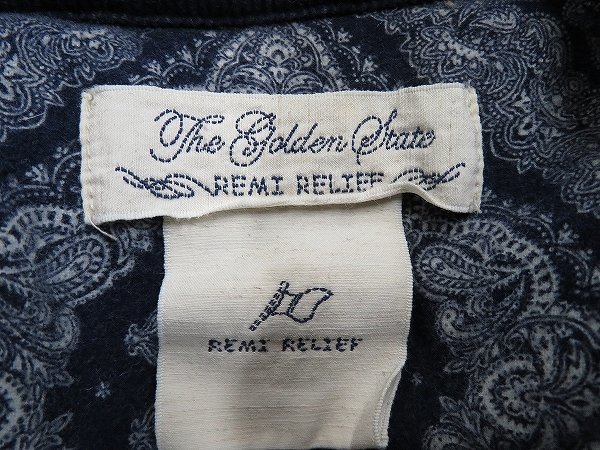 The Golden State
REMI RELIEF
REMI RELIEF